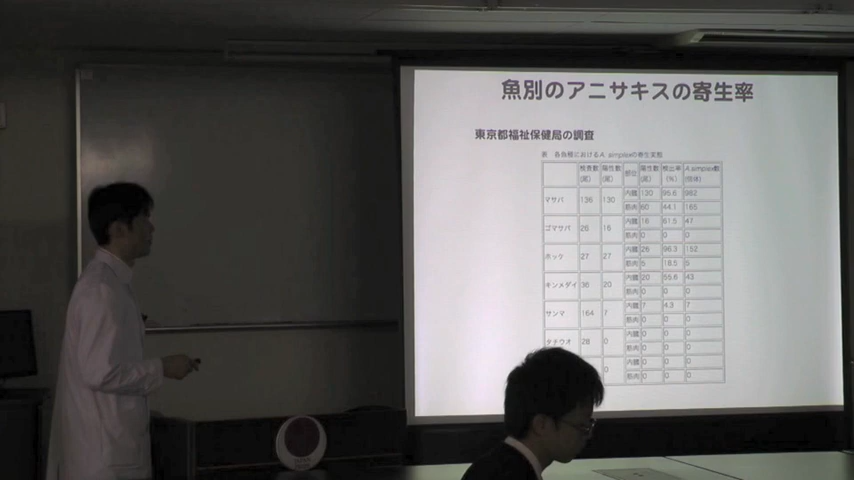 魚別のアニサキスの寄生率
東京都福祉保健局の調査
表 各魚種におけるA. simplexの寄生実態
検査数(尾) 陽性数(尾) 部位 陽性数(尾) 検出率(%) A.simplex数(個体)
マサバ 136 130 内臓 130 95.6 982
筋肉 60 44.1 165
ゴマサバ 26 16 内臓 16 61.5 47
筋肉 0 0 0
ホッケ 27 27 内臓 26 96.3 152
筋肉 5 18.5 5
キンメダイ 36 20 内臓 20 55.6 43
筋肉 0 0 0
サンマ 164 7 内臓 7 4.3 7
筋肉 0 0 0
タチウオ 28 0 内臓 0 0 0
筋肉 0 0 0
0 内臓 0 0 0
筋肉 0 0 0